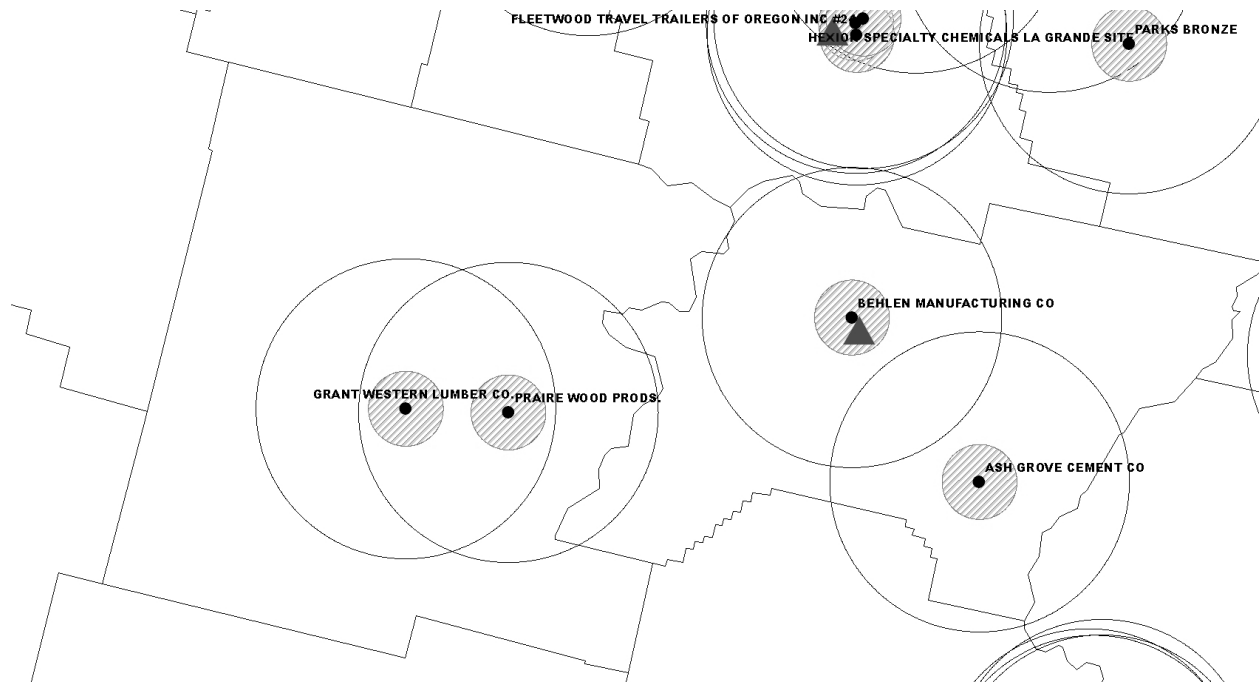 FLEETWOOD TRAVEL TRAILERS OF OREGON INC #24
HEXION SPECIALTY CHEMICALS LA GRANDE SITE
PARKS BRONZE
BEHLEN MANUFACTURING CO
GRANT WESTERN LUMBER CO.
PRAIRE WOOD PRODS.
ASH GROVE CEMENT CO